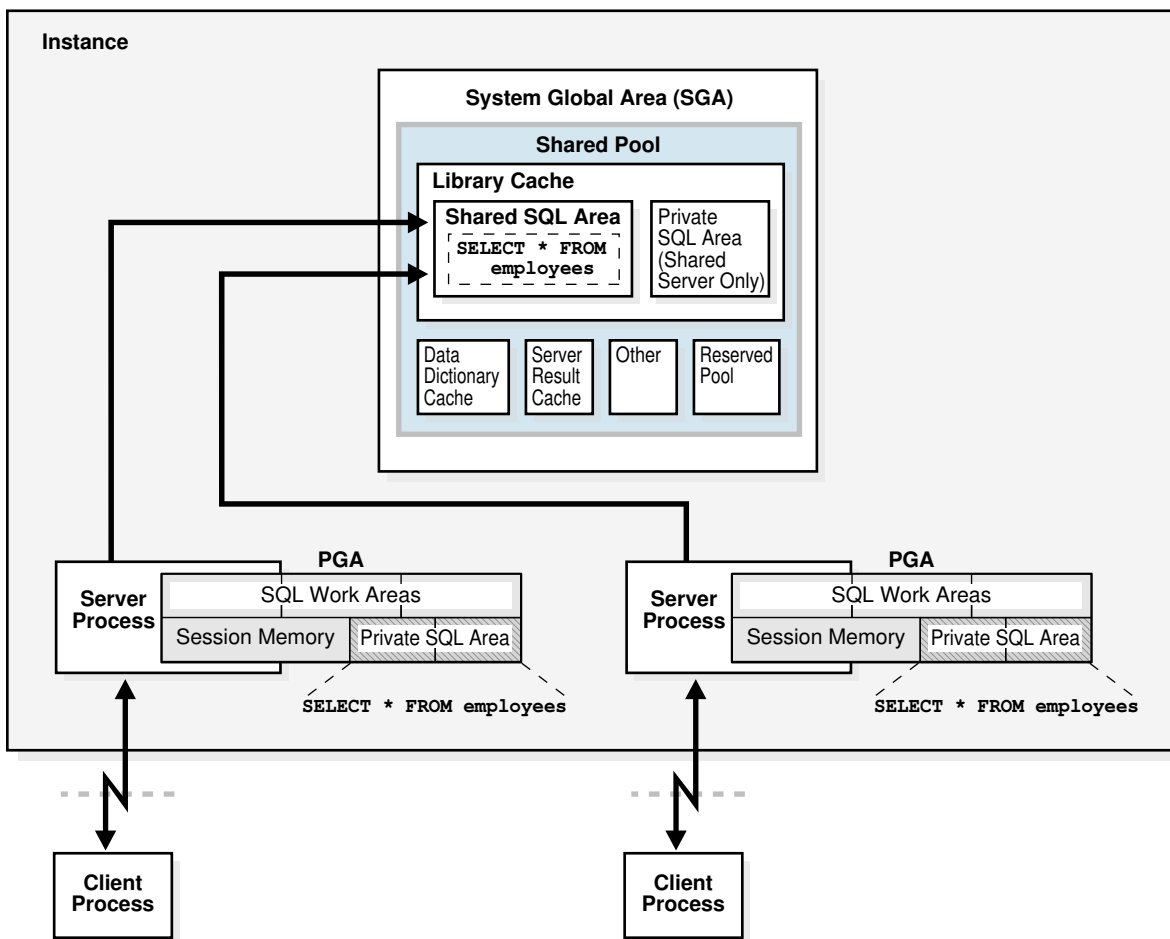 Instance
System Global Area (SGA)
Shared Pool
Library Cache
Shared SQL Area
SELECT * FROM
employees
Private
SQL Area
(Shared
Server Only)
Data
Dictionary
Cache
Server
Result
Cache
Other
Reserved
Pool
PGA
Server
Process
SQL Work Areas
Session Memory
Private SQL Area
SELECT * FROM employees
PGA
Server
Process
SQL Work Areas
Session Memory
Private SQL Area
SELECT * FROM employees
Client
Process
Client
Process